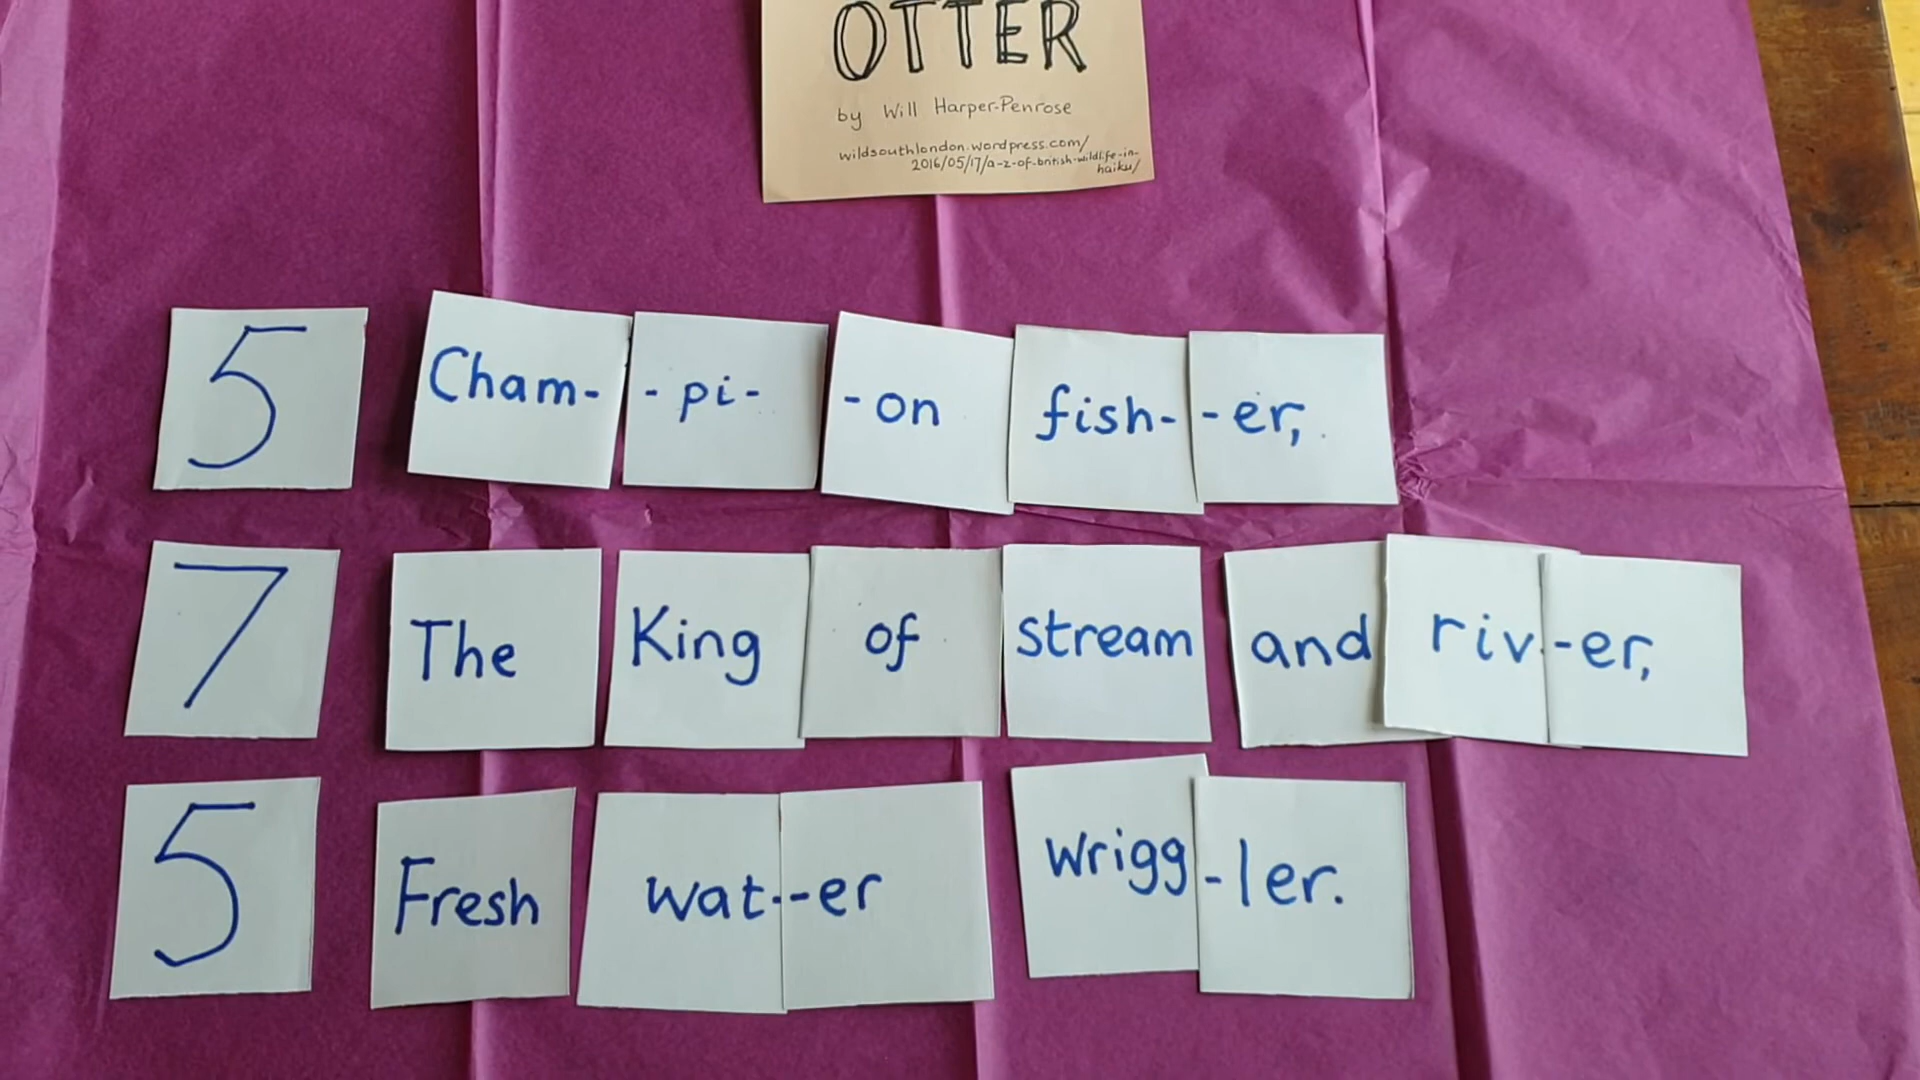 OTTER
by Will Harper-Penrose
wildsouthlondon.wordpress.com/
2016/05/17/a-z-of-british-wildlife-in-
haiku/
5 Cham- -pi- -on fish- -er,
7 The King of stream and riv- -er,
5 Fresh wat- -er wrigg -ler.